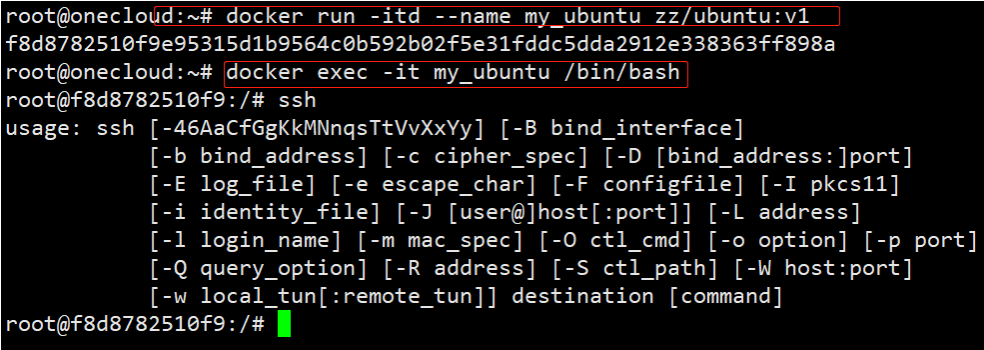 root@onecloud:~# docker run -itd --name my_ubuntu zz/ubuntu:v1
f8d8782510f9e95315d1b9564c0b592b02f5e31fddc5dda2912e338363ff898a
root@onecloud:~# docker exec -it my_ubuntu /bin/bash
root@f8d8782510f9:/# ssh
usage: ssh [-46AaCfGgKkMNnqsTtVvXxYy] [-B bind_interface]
           [-b bind_address] [-c cipher_spec] [-D [bind_address:]port]
           [-E log_file] [-e escape_char] [-F configfile] [-I pkcs11]
           [-i identity_file] [-J [user@]host[:port]] [-L address]
           [-l login_name] [-m mac_spec] [-O ctl_cmd] [-o option] [-p port]
           [-Q query_option] [-R address] [-S ctl_path] [-W host:port]
           [-w local_tun[:remote_tun]] destination [command]
root@f8d8782510f9:/#